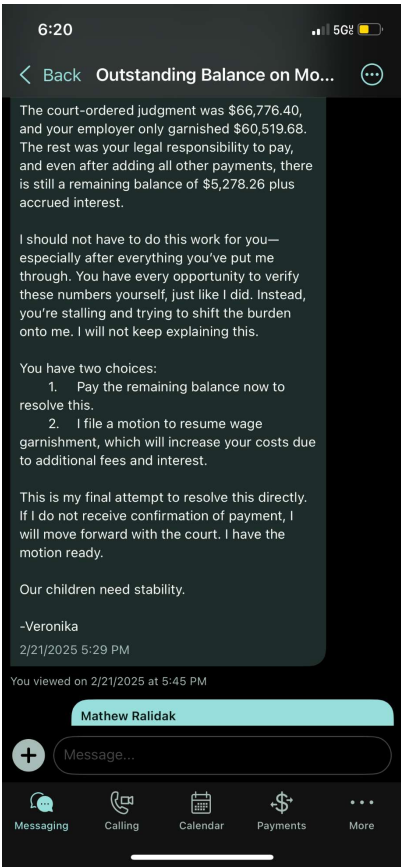 6:20
5G
Back Outstanding Balance on Mo...
The court-ordered judgment was $66,776.40,
and your employer only garnished $60,519.68.
The rest was your legal responsibility to pay,
and even after adding all other payments, there
is still a remaining balance of $5,278.26 plus
accrued interest.
I should not have to do this work for you—
especially after everything you've put me
through. You have every opportunity to verify
these numbers yourself, just like I did. Instead,
you're stalling and trying to shift the burden
onto me. I will not keep explaining this.
You have two choices:
1. Pay the remaining balance now to
resolve this.
2. I file a motion to resume wage
garnishment, which will increase your costs due
to additional fees and interest.
This is my final attempt to resolve this directly.
If I do not receive confirmation of payment, I
will move forward with the court. I have the
motion ready.
Our children need stability.
-Veronika
2/21/2025 5:29 PM
You viewed on 2/21/2025 at 5:45 PM
Mathew Ralidak
Message...
Messaging Calling Calendar Payments More